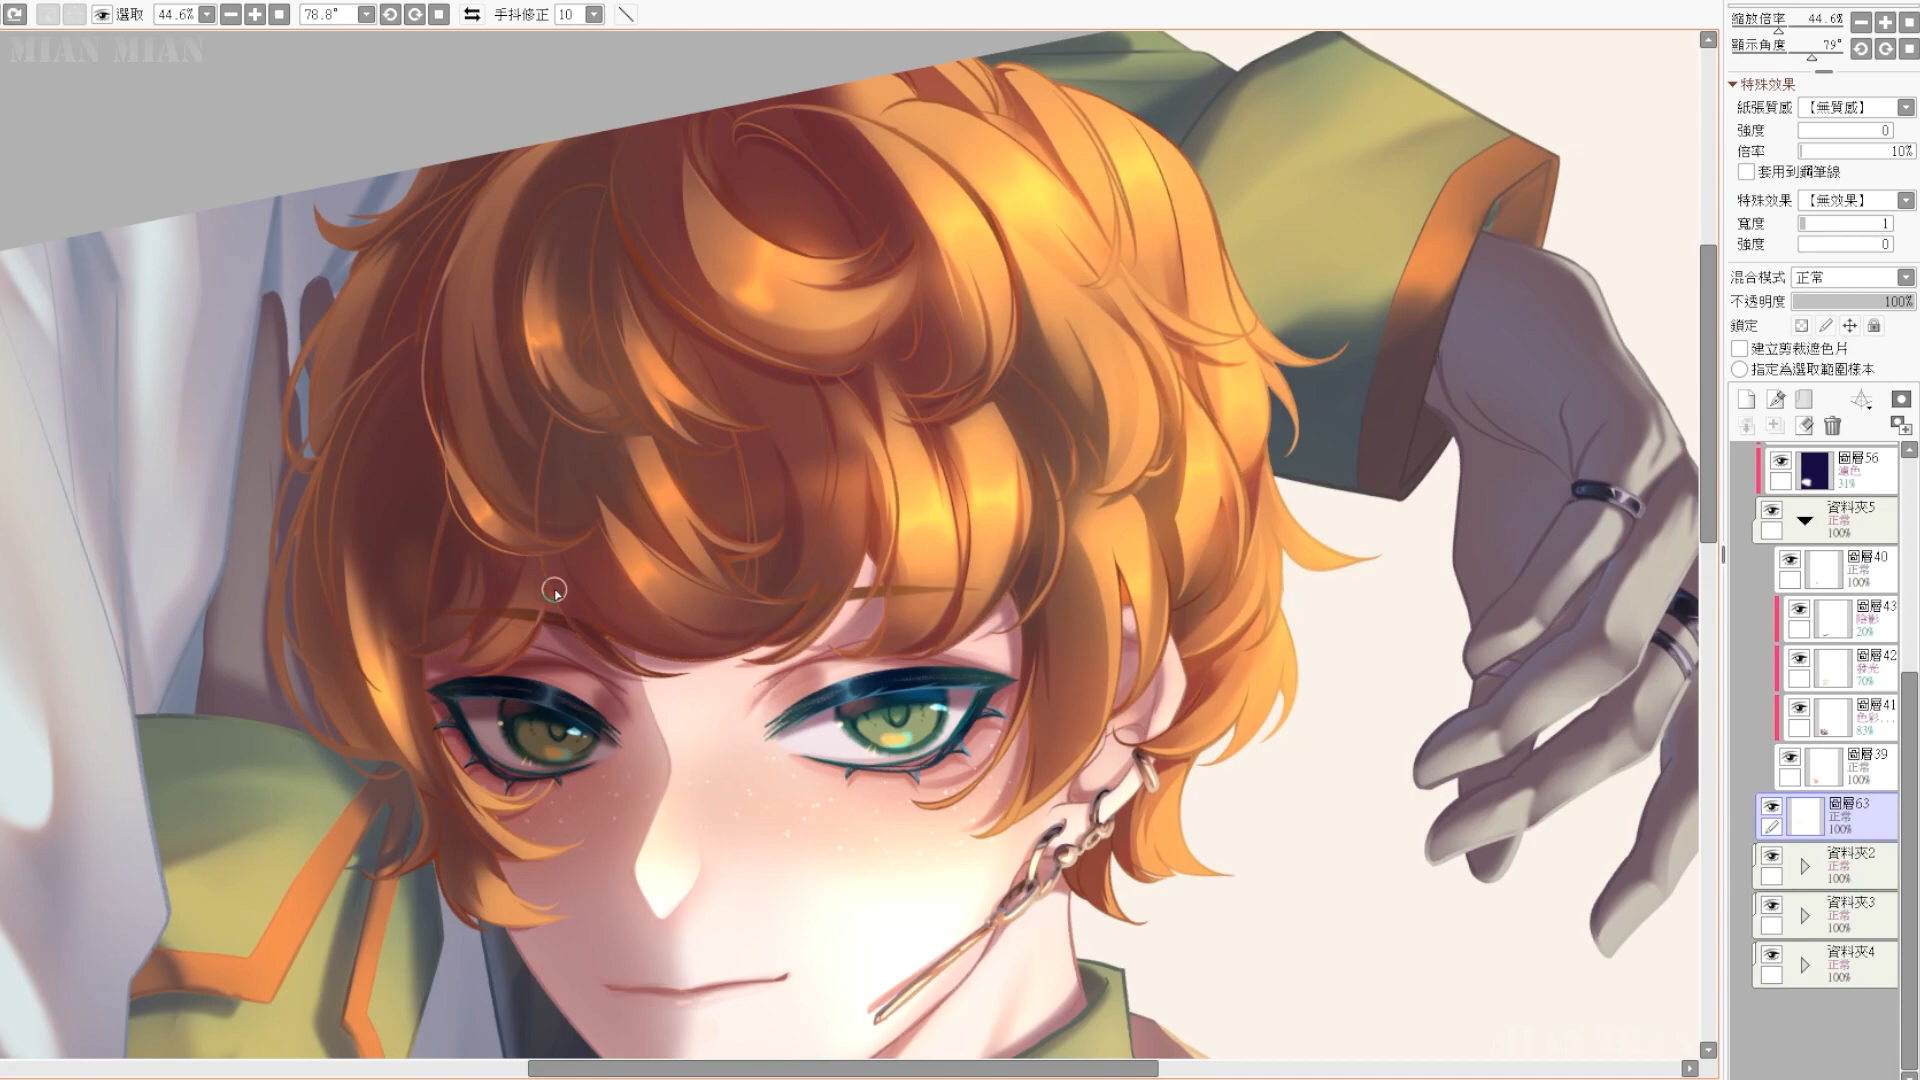 選取 44.6% 78.8° 手抖修正 10
MIAN MIAN
縮放倍率 44.6%
顯示角度 79°
特殊效果
紙張質感 【無質感】
強度 0
倍率 10%
套用到鋼筆線
特殊效果 【無效果】
寬度 1
強度 0
混合模式 正常
不透明度 100%
鎖定
建立剪裁遮色片
指定為選取範圍樣本
圖層56
濾色
31%
資料夾5
正常
100%
圖層40
正常
100%
圖層43
陰影
20%
圖層42
發光
70%
圖層41
色彩...
83%
圖層39
正常
100%
圖層63
正常
100%
資料夾2
正常
100%
資料夾3
正常
100%
資料夾4
正常
100%